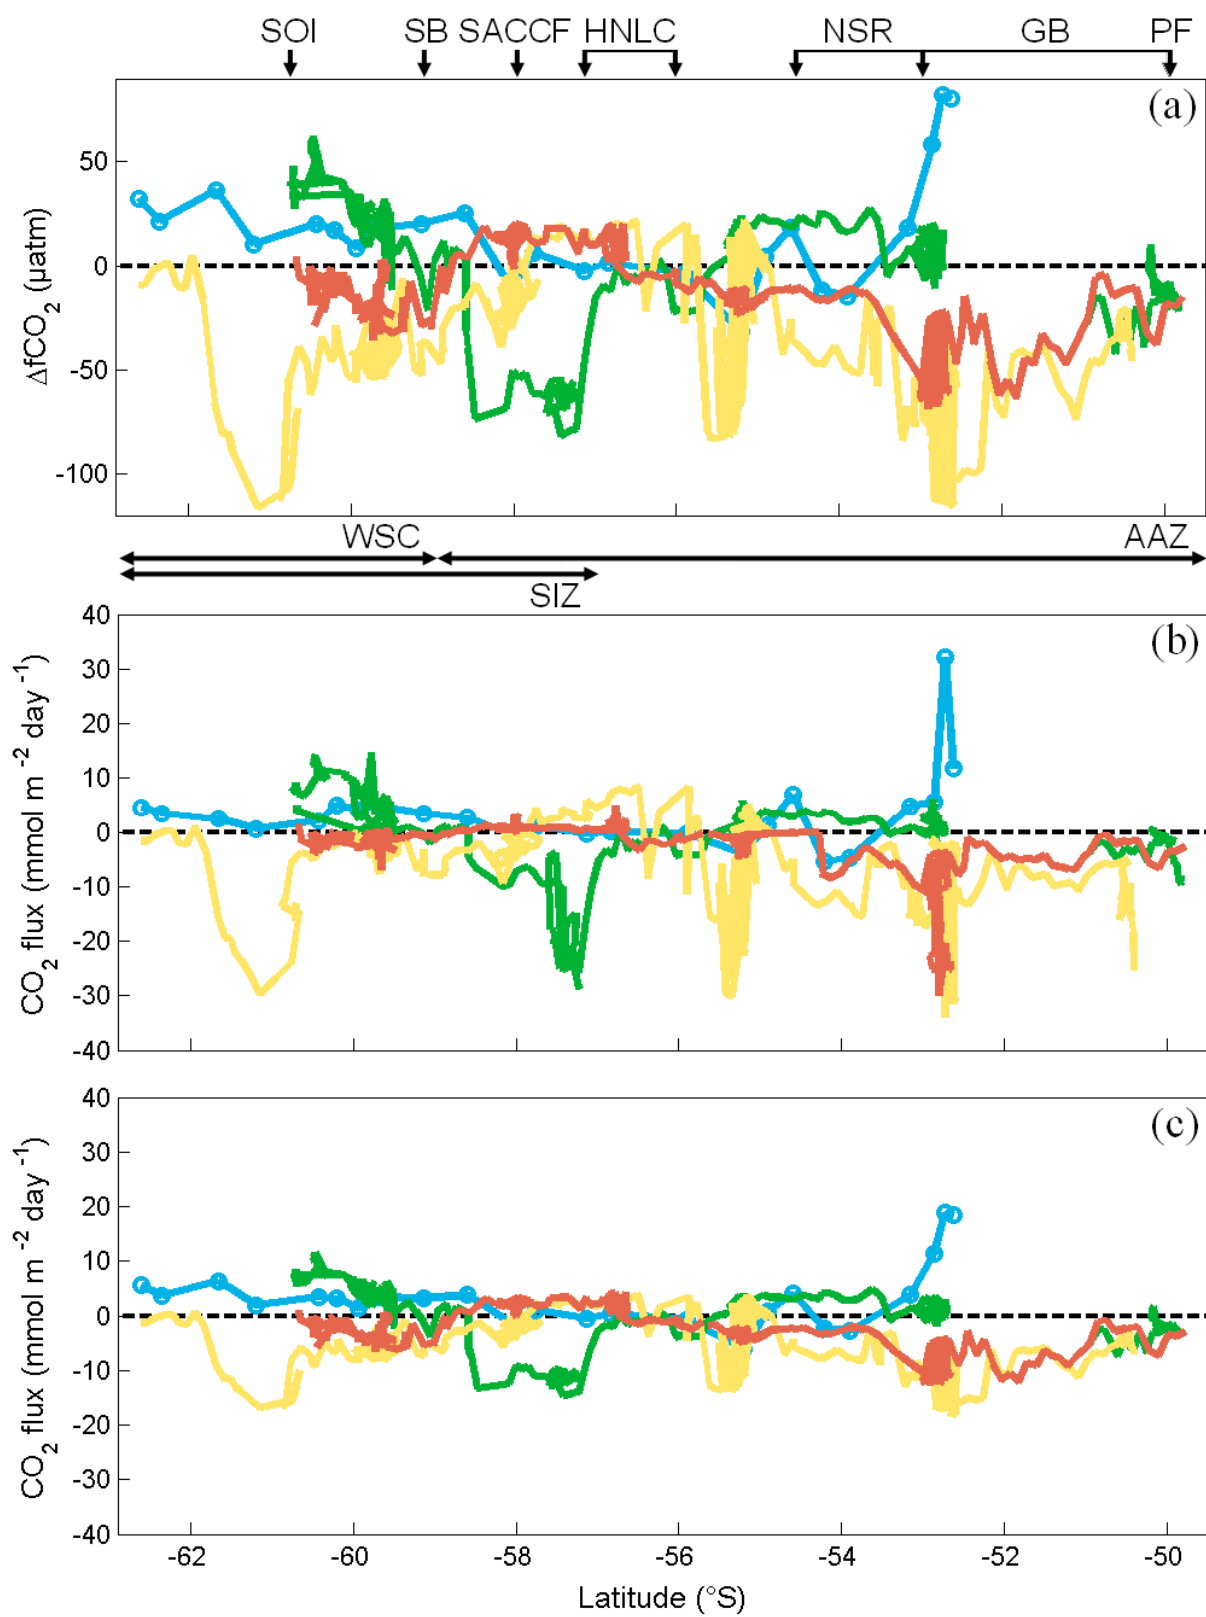 SOI SB SACCF HNLC NSR GB PF
(a)
50
0
-50
-100
ΔfCO₂ (µatm)
WSC AAZ
SIZ
(b)
40
30
20
10
0
-10
-20
-30
-40
CO₂ flux (mmol m⁻² day⁻¹)
(c)
40
30
20
10
0
-10
-20
-30
-40
CO₂ flux (mmol m⁻² day⁻¹)
-62 -60 -58 -56 -54 -52 -50
Latitude (°S)